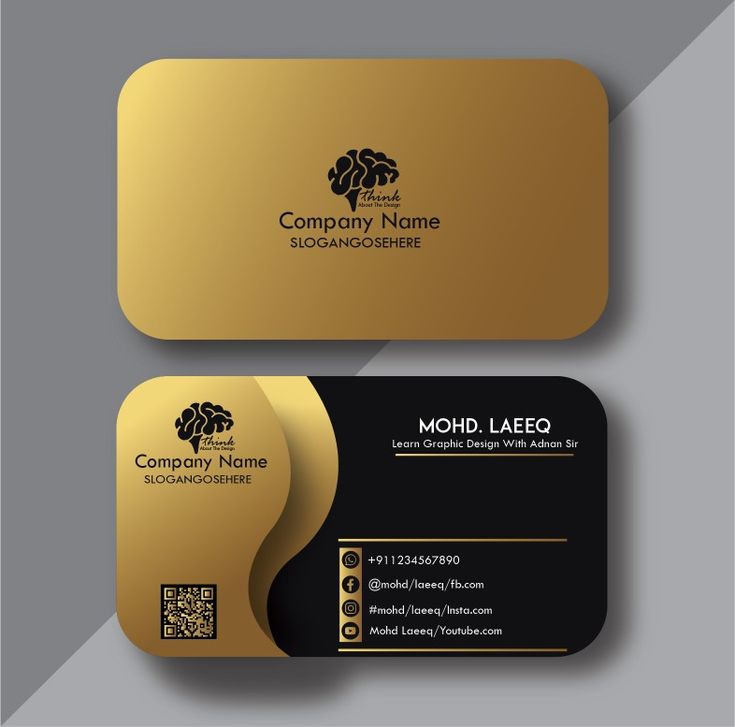 think
About The Design
Company Name
SLOGANGOSEHERE
think
About The Design
Company Name
SLOGANGOSEHERE
MOHD. LAEEQ
Learn Graphic Design With Adnan Sir
+911234567890
@mohd/laeeq/fb.com
#mohd/laeeq/Insta.com
Mohd Laeeq/Youtube.com